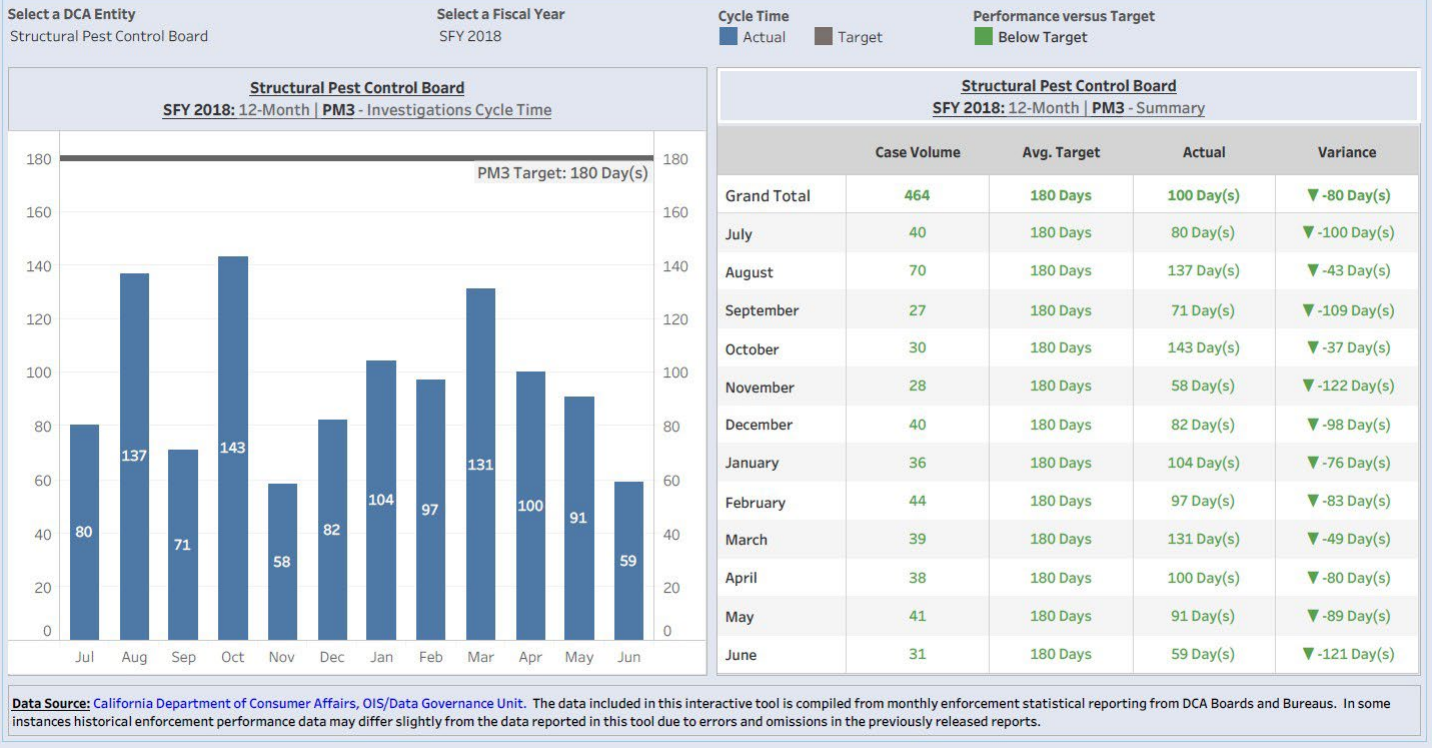 Select a DCA Entity
Structural Pest Control Board
Select a Fiscal Year
SFY 2018
Cycle Time
Actual Target
Performance versus Target
Below Target
Structural Pest Control Board
SFY 2018: 12-Month | PM3 - Investigations Cycle Time
180
160
140
120
100
80
60
40
20
0
PM3 Target: 180 Day(s)
80
137
71
143
58
82
104
97
131
100
91
59
180
160
140
120
100
80
60
40
20
0
Jul Aug Sep Oct Nov Dec Jan Feb Mar Apr May Jun
Structural Pest Control Board
SFY 2018: 12-Month | PM3 - Summary
Case Volume Avg. Target Actual Variance
Grand Total 464 180 Days 100 Day(s) ▼ -80 Day(s)
July 40 180 Days 80 Day(s) ▼ -100 Day(s)
August 70 180 Days 137 Day(s) ▼ -43 Day(s)
September 27 180 Days 71 Day(s) ▼ -109 Day(s)
October 30 180 Days 143 Day(s) ▼ -37 Day(s)
November 28 180 Days 58 Day(s) ▼ -122 Day(s)
December 40 180 Days 82 Day(s) ▼ -98 Day(s)
January 36 180 Days 104 Day(s) ▼ -76 Day(s)
February 44 180 Days 97 Day(s) ▼ -83 Day(s)
March 39 180 Days 131 Day(s) ▼ -49 Day(s)
April 38 180 Days 100 Day(s) ▼ -80 Day(s)
May 41 180 Days 91 Day(s) ▼ -89 Day(s)
June 31 180 Days 59 Day(s) ▼ -121 Day(s)
Data Source: California Department of Consumer Affairs, OIS/Data Governance Unit. The data included in this interactive tool is compiled from monthly enforcement statistical reporting from DCA Boards and Bureaus. In some
instances historical enforcement performance data may differ slightly from the data reported in this tool due to errors and omissions in the previously released reports.